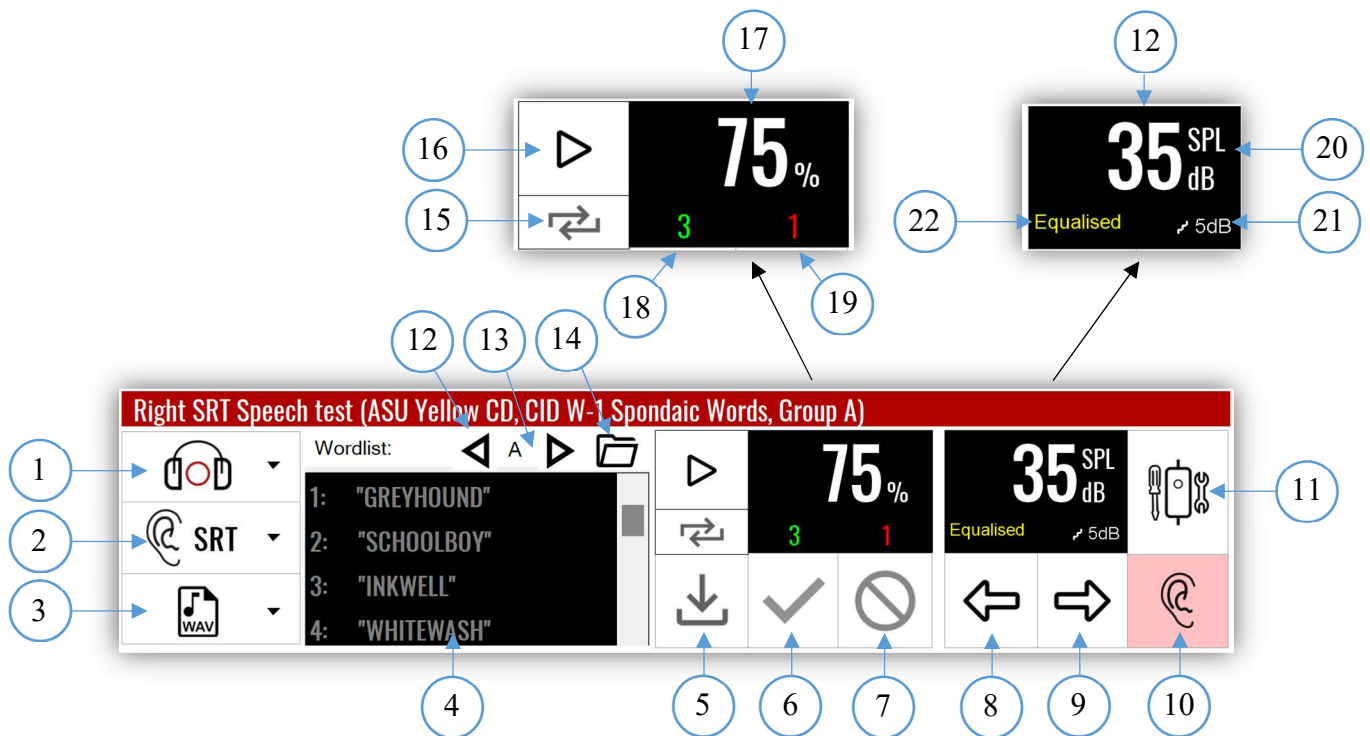 17
12
16
75 %
35 SPL dB
20
15
3 1
22
Equalised 5dB
21
18
19
12
13
14
Right SRT Speech test (ASU Yellow CD, CID W-1 Spondaic Words, Group A)
1
Wordlist: A
75 %
35 SPL dB
11
1: "GREYHOUND"
2
SRT
2: "SCHOOLBOY"
3 1
Equalised 5dB
3: "INKWELL"
3
WAV
4: "WHITEWASH"
4
5
6
7
8
9
10